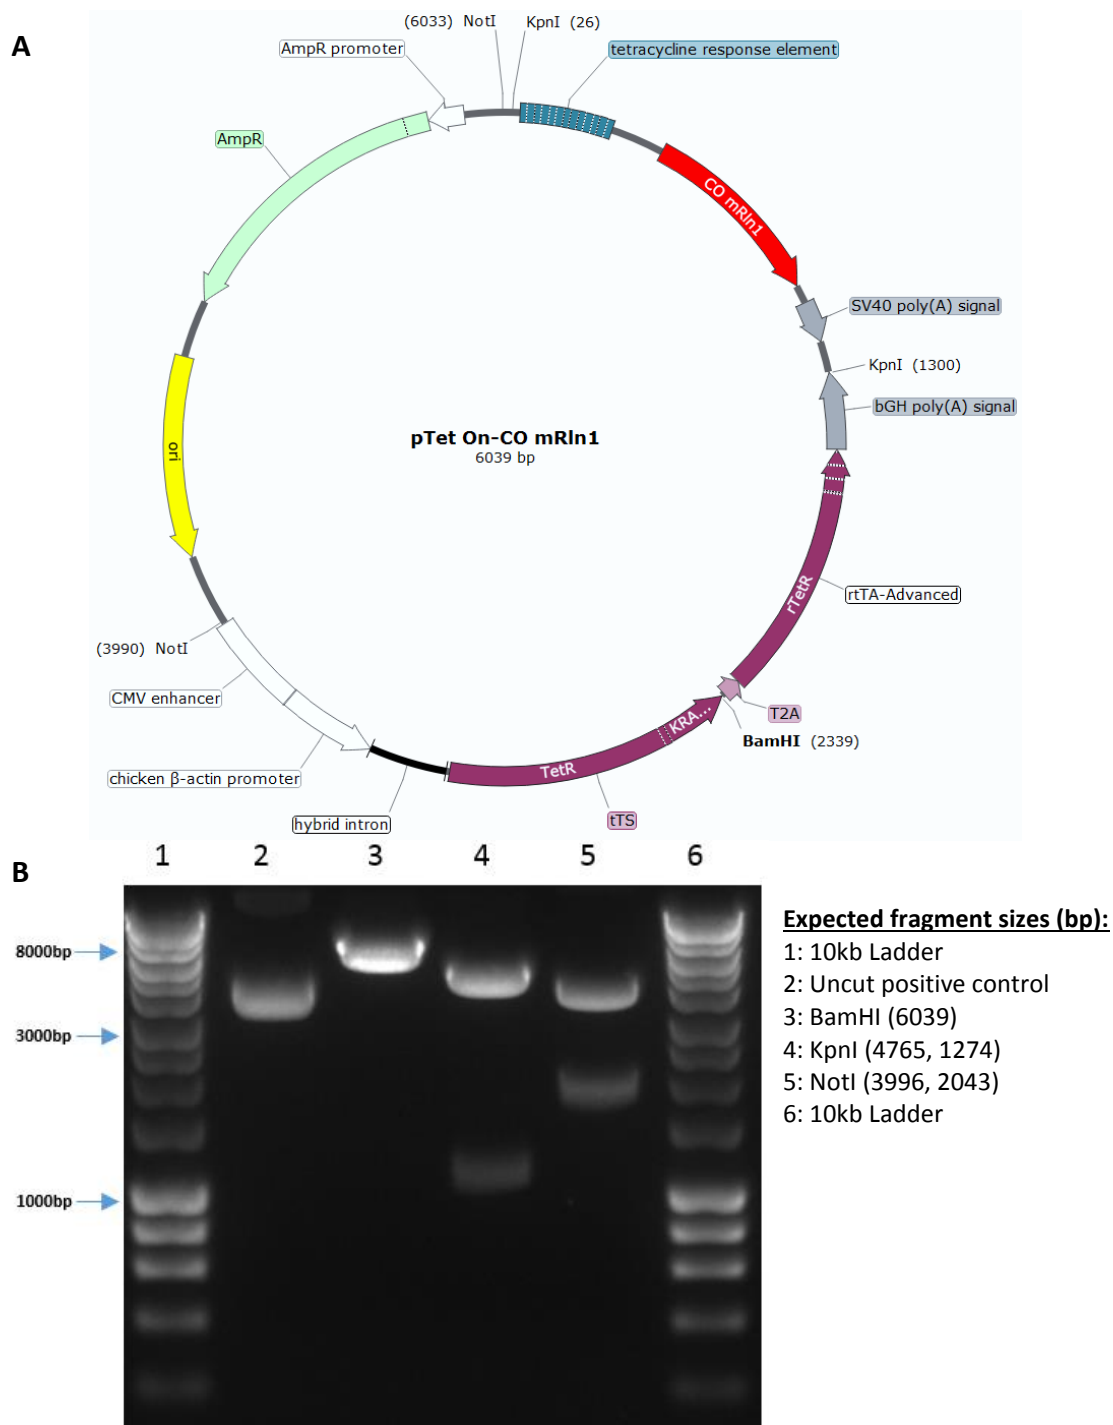 A
(6033) NotI
KpnI (26)
AmpR promoter
tetracycline response element
AmpR
CO mRln1
SV40 poly(A) signal
KpnI (1300)
bGH poly(A) signal
pTet On-CO mRln1
6039 bp
ori
rTetR
rtTA-Advanced
(3990) NotI
CMV enhancer
T2A
KRA...
BamHI (2339)
chicken β-actin promoter
TetR
hybrid intron
tTS
B
1 2 3 4 5 6
8000bp
3000bp
1000bp
Expected fragment sizes (bp):
1: 10kb Ladder
2: Uncut positive control
3: BamHI (6039)
4: KpnI (4765, 1274)
5: NotI (3996, 2043)
6: 10kb Ladder